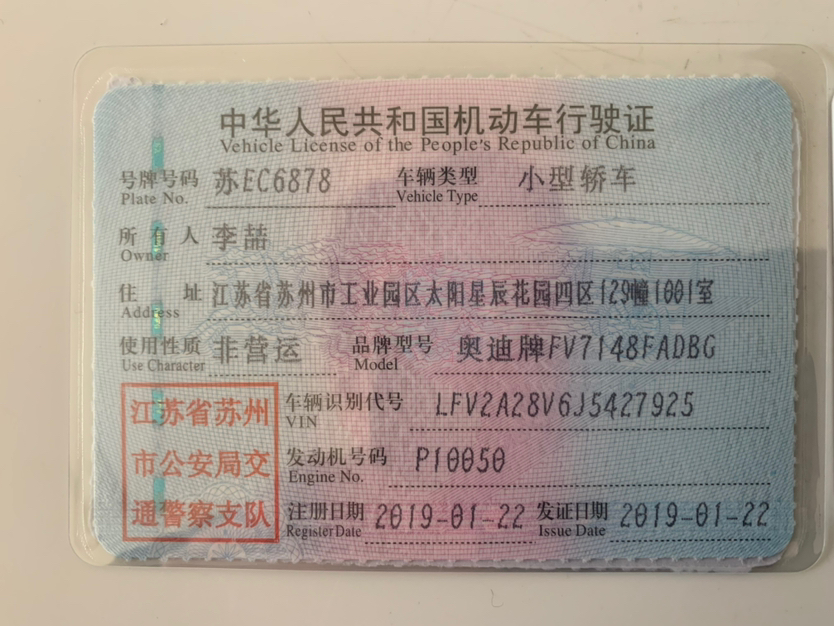 中华人民共和国机动车行驶证
Vehicle License of the People's Republic of China
号牌号码 苏EC6878 车辆类型 小型轿车
Plate No. Vehicle Type
所有人 李喆
Owner
住址 江苏省苏州市工业园区太阳星辰花园四区129幢1001室
Address
使用性质 非营运 品牌型号 奥迪牌FV7148FADBG
Use Character Model
江苏省苏州
市公安局交
通警察支队
车辆识别代号 LFV2A28V6J5427925
VIN
发动机号码 P10050
Engine No.
注册日期 2019-01-22 发证日期 2019-01-22
Register Date Issue Date